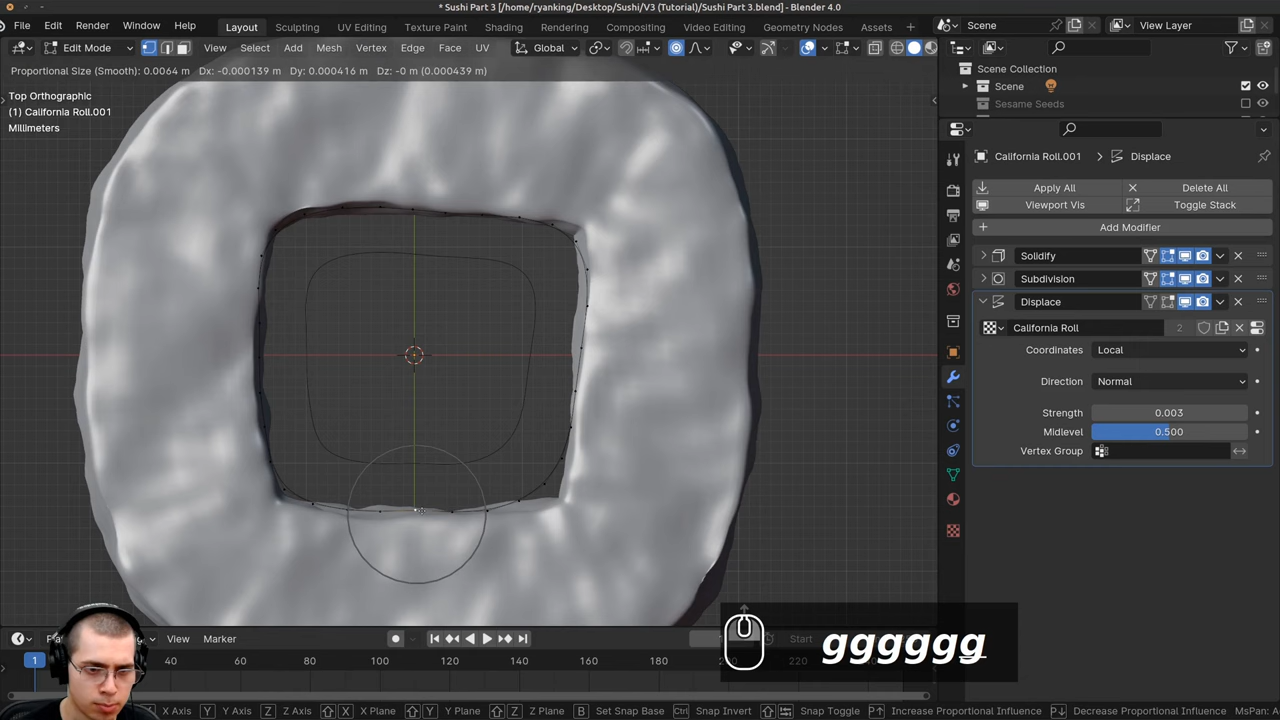 * Sushi Part 3 [/home/ryanking/Desktop/Sushi/V3 (Tutorial)/Sushi Part 3.blend] - Blender 4.0
File Edit Render Window Help Layout Sculpting UV Editing Texture Paint Shading Rendering Compositing Video Editing Geometry Nodes Assets Scene View Layer
Edit Mode View Select Add Mesh Vertex Edge Face UV Global
Proportional Size (Smooth): 0.0064 m Dx: -0.000139 m Dy: 0.000416 m Dz: -0 m (0.000439 m)
Scene Collection
Scene
Sesame Seeds
Top Orthographic
(1) California Roll.001
Millimeters
California Roll.001 > Displace
Apply All Delete All
Viewport Vis Toggle Stack
Add Modifier
Solidify
Subdivision
Displace
California Roll 2
Coordinates Local
Direction Normal
Strength 0.003
Midlevel 0.500
Vertex Group
gggggg
View Marker Start
1 40 60 80 100 120 140 160 180 220 240
X X Axis Y Y Axis Z Z Axis X X Plane Y Y Plane Z Z Plane B Set Snap Base Ctrl Snap Invert Snap Toggle Increase Proportional Influence Decrease Proportional Influence MsPan: A